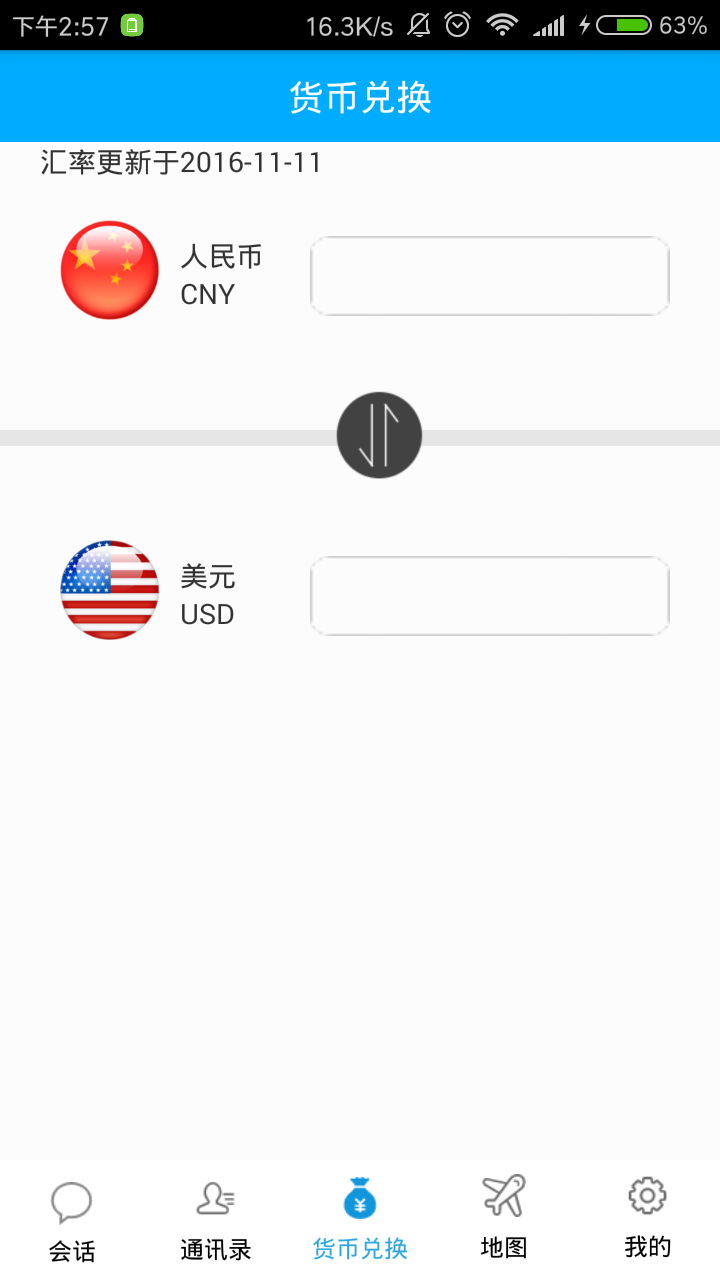 下午2:57 16.3K/s 63%
货币兑换
汇率更新于2016-11-11
人民币
CNY
美元
USD
会话 通讯录 货币兑换 地图 我的